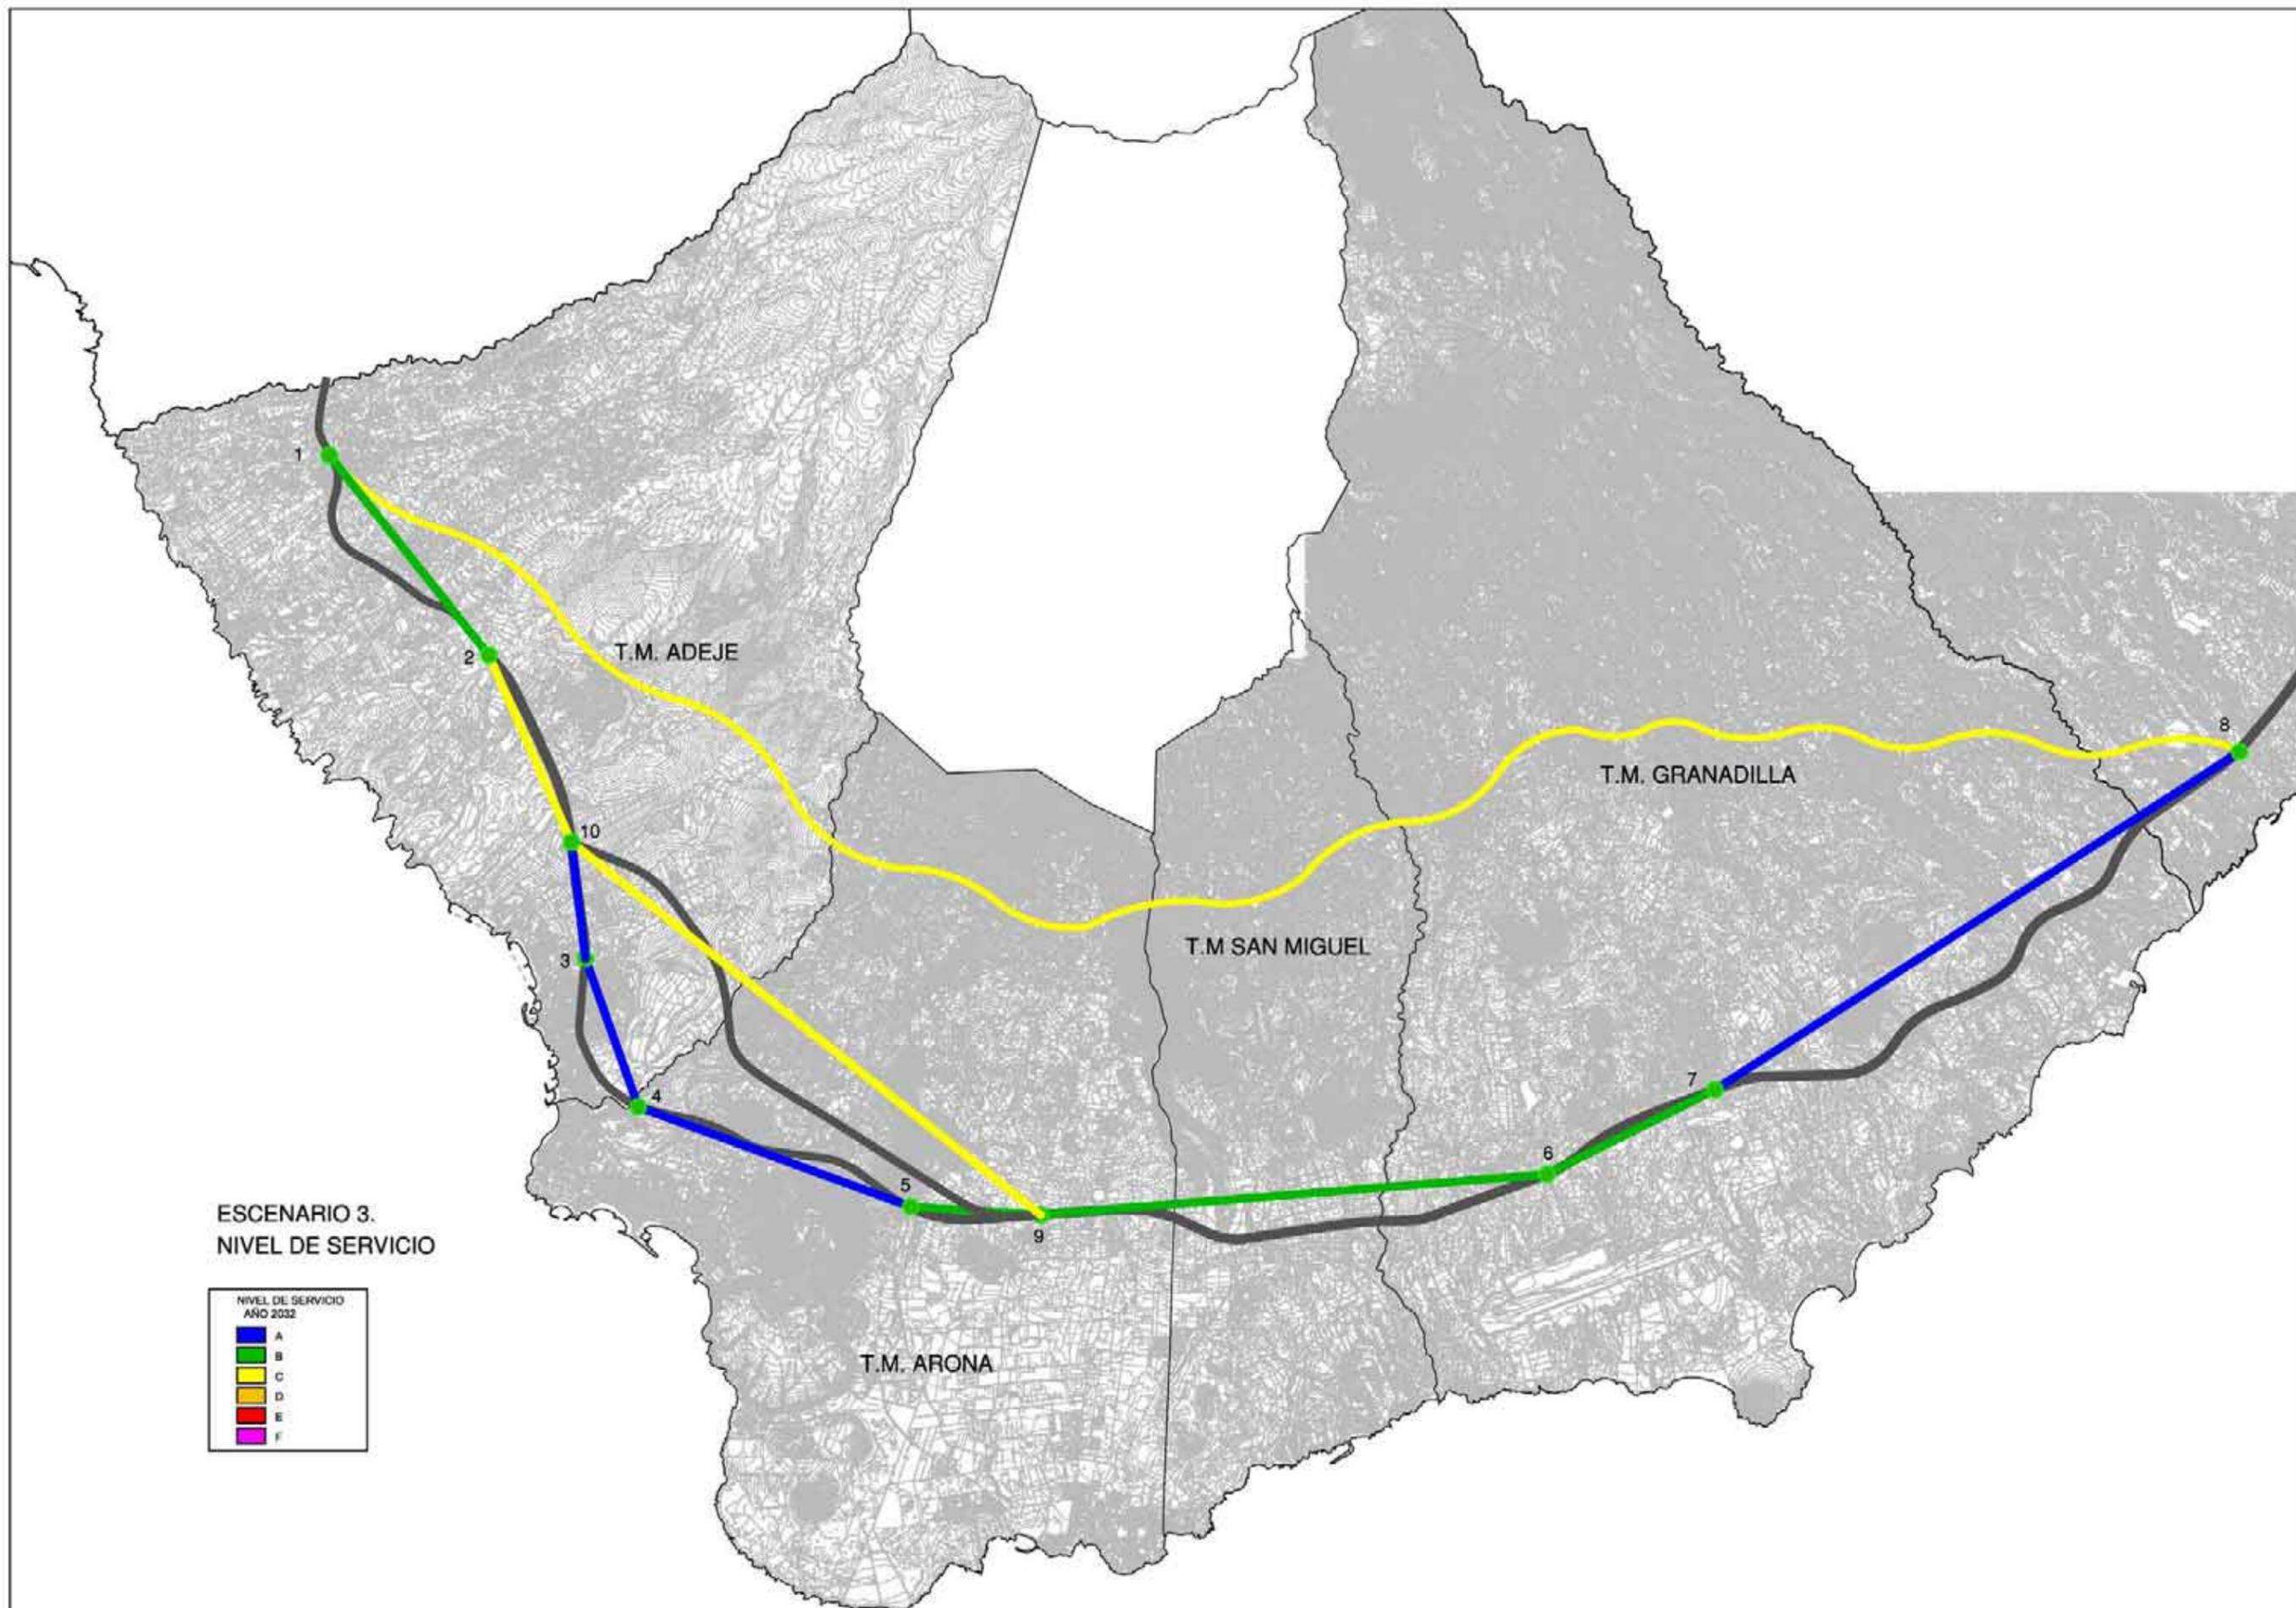 1
2
T.M. ADEJE
8
T.M. GRANADILLA
10
T.M SAN MIGUEL
3
7
4
6
5
9
ESCENARIO 3.
NIVEL DE SERVICIO
T.M. ARONA
NIVEL DE SERVICIO
AÑO 2032
A
B
C
D
E
F